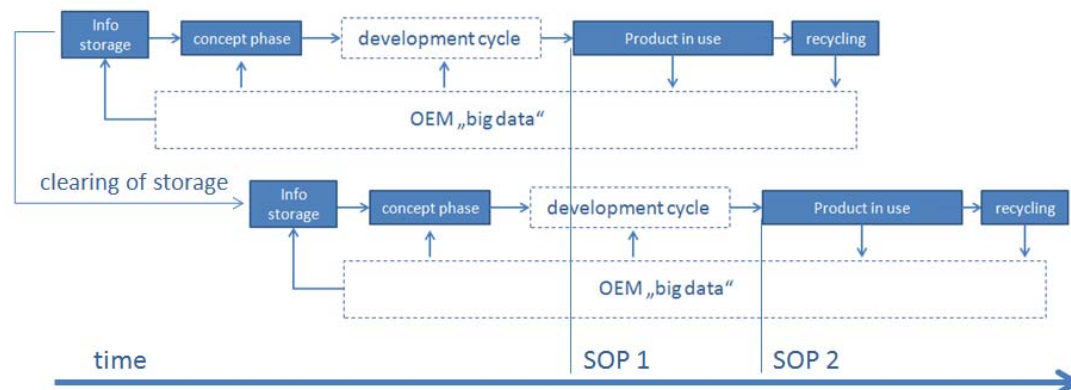 Info
storage
concept phase
development cycle
Product in use
recycling
OEM „big data“
clearing of storage
Info
storage
concept phase
development cycle
Product in use
recycling
OEM „big data“
time
SOP 1
SOP 2